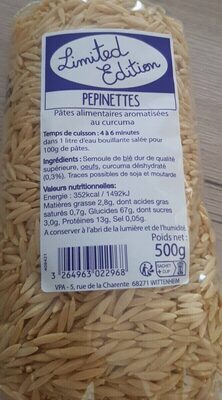 Limited
Edition
PEPINETTES
Pâtes alimentaires aromatisées
au curcuma
Temps de cuisson : 4 à 6 minutes
dans 1 litre d'eau bouillante salée pour
100g de pâtes.
Ingrédients : Semoule de blé dur de qualité
supérieure, oeufs, curcuma déshydraté
(0,3%). Traces possibles de soja et moutarde.
Valeurs nutritionnelles:
Energie : 352kcal / 1492kJ
Matières grasse 2,8g, dont acides gras
saturés 0,7g, Glucides 67g, dont sucres
3,0g, Protéines 13g, Sel 0,05g.
A conserver à l'abri de la lumière et de l'humidité.
Poids net :
500g
3 264963 022968
SACHET
+ CLIP
VPA - 5, rue de la Charente 68271 WITTENHEIM